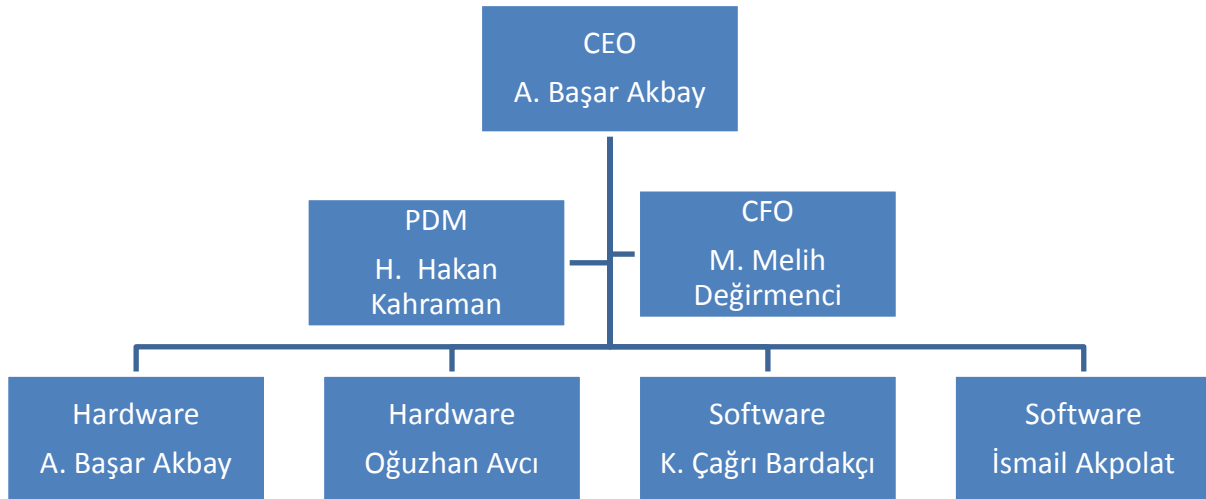 CEO
A. Başar Akbay
PDM
H. Hakan
Kahraman
CFO
M. Melih
Değirmenci
Hardware
A. Başar Akbay
Hardware
Oğuzhan Avcı
Software
K. Çağrı Bardakçı
Software
İsmail Akpolat